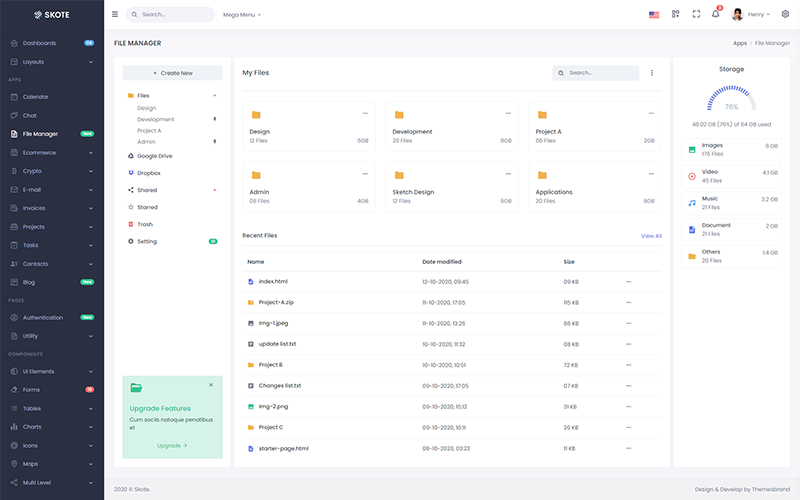 SKOTE
Search...
Mega Menu
3
Henry
Dashboards 04
Layouts
APPS
Calendar
Chat
File Manager New
Ecommerce
Crypto
E-mail
Invoices
Projects
Tasks
Contacts
Blog New
PAGES
Authentication New
Utility
COMPONENTS
UI Elements
Forms 10
Tables
Charts
Icons
Maps
Multi Level
FILE MANAGER
Apps / File Manager
+ Create New
Files
Design
Development
Project A
Admin
Google Drive
Dropbox
Shared
Starred
Trash
Setting
Upgrade Features
Cum sociis natoque penatibus
et
Upgrade
My Files
Search...
Design
12 Files 6GB
Development
20 Files 8GB
Project A
06 Files 2GB
Admin
08 Files 4GB
Sketch Design
12 Files 6GB
Applications
20 Files 8GB
Recent Files View All
Name Date modified Size
index.html 12-10-2020, 09:45 09 KB
Project-A.zip 11-10-2020, 17:05 115 KB
Img-1.jpeg 11-10-2020, 13:26 86 KB
update list.txt 10-10-2020, 11:32 08 KB
Project B 10-10-2020, 10:51 72 KB
Changes list.txt 09-10-2020, 17:05 07 KB
Img-2.png 09-10-2020, 15:12 31 KB
Project C 09-10-2020, 10:11 20 KB
starter-page.html 08-10-2020, 03:22 11 KB
Storage
76%
48.02 GB (76%) of 64 GB used
Images 6 GB
176 Files
Video 4.1 GB
45 Files
Music 3.2 GB
21 Files
Document 2 GB
21 Files
Others 1.4 GB
20 Files
2020 © Skote.
Design & Develop by Themesbrand